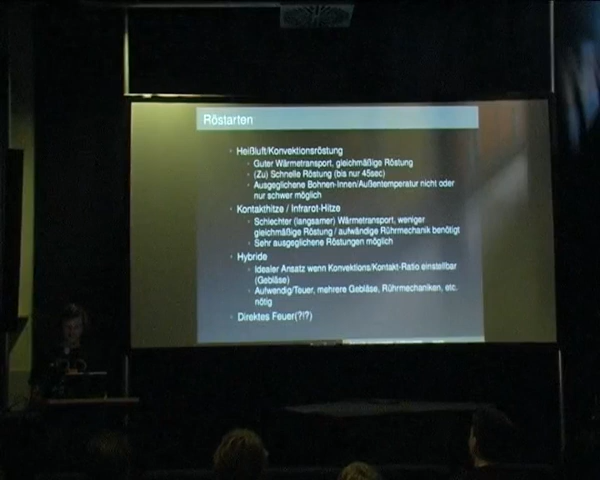 Röstarten
Heißluft/Konvektionsröstung
Guter Wärmetransport, gleichmäßige Röstung
(Zu) Schnelle Röstung (bis nur 45sec)
Ausgeglichene Bohnen-Innen/Außentemperatur nicht oder
nur schwer möglich
Kontakthitze / Infrarot-Hitze
Schlechter (langsamer) Wärmetransport, weniger
gleichmäßige Röstung / aufwändige Rührmechanik benötigt
Sehr ausgeglichene Röstungen möglich
Hybride
Idealer Ansatz wenn Konvektions/Kontakt-Ratio einstellbar
(Gebläse)
Aufwendig/Teuer, mehrere Gebläse, Rührmechaniken, etc.
nötig
Direktes Feuer(?!?)